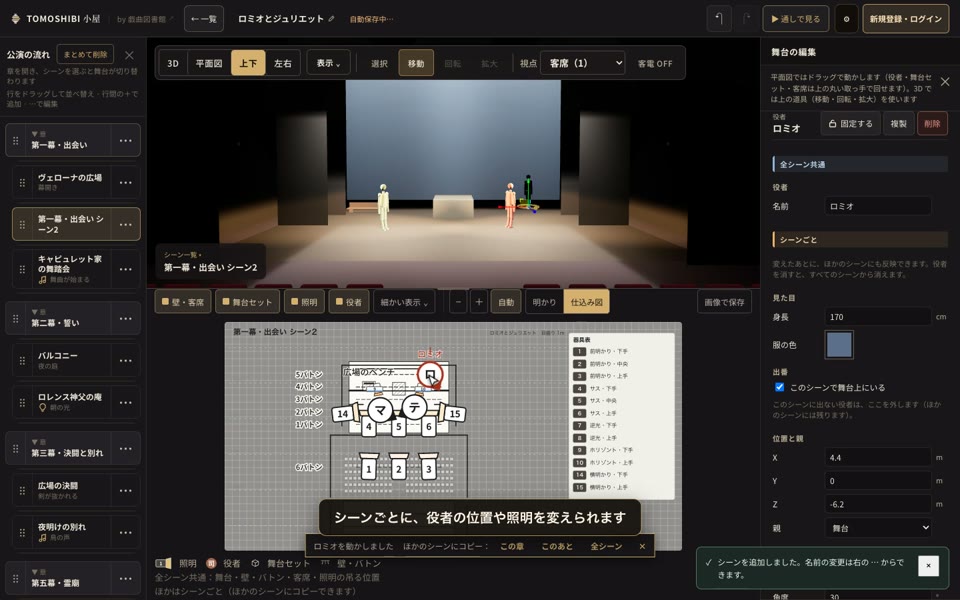 TOMOSHIBI 小屋
by 戯曲図書館
← 一覧
ロミオとジュリエット
自動保存中…
▶ 通しで見る
新規登録・ログイン
公演の流れ
まとめて削除
章を開き、シーンを選ぶと舞台が切り替わります
行をドラッグして並べ替え・行間の＋で追加・…で編集
▼ 章
第一幕・出会い
ヴェローナの広場
幕開き
第一幕・出会い シーン2
キャピュレット家の舞踏会
舞曲が始まる
▼ 章
第二幕・誓い
バルコニー
夜の庭
ロレンス神父の庵
朝の光
▼ 章
第三幕・決闘と別れ
広場の決闘
剣が抜かれる
夜明けの別れ
鳥の声
▼ 章
第五幕・霊廟
3D
平面図
上下
左右
表示
選択
移動
回転
拡大
視点
客席（1）
客電 OFF
シーン一覧
第一幕・出会い シーン2
壁・客席
舞台セット
照明
役者
細かい表示
−
＋
自動
明かり
仕込み図
画像で保存
第一幕・出会い シーン2
器具表
1 前明かり・下手
2 前明かり・中央
3 前明かり・上手
4 サス・下手
5 サス・中央
6 サス・上手
7 逆光・下手
8 逆光・上手
9 ホリゾント・下手
10 ホリゾント・上手
14 横明かり・下手
15 横明かり・上手
ロミオ
広場のベンチ
ロ
5バトン
4バトン
3バトン
2バトン
1バトン
6バトン
マ
テ
14
4
5
6
15
1
2
3
シーンごとに、役者の位置や照明を変えられます
ロミオを動かしました
ほかのシーンにコピー：
この章
このあと
全シーン
×
照明
役者
舞台セット
壁・バトン
全シーン共通：舞台・壁・バトン・客席・照明の吊る位置
ほかはシーンごと（ほかのシーンにコピーできます）
舞台の編集
平面図ではドラッグで動かします（役者・舞台セット・客席は上の丸い取っ手で回せます）。3D では上の道具（移動・回転・拡大）を使います
役者
ロミオ
固定する
複製
削除
全シーン共通
役者
名前
ロミオ
シーンごと
変えたあとに、ほかのシーンにも反映できます。役者を消すと、すべてのシーンから消えます。
見た目
身長
170
cm
服の色
出番
このシーンで舞台上にいる
このシーンに出ない役者は、ここを外します（ほかのシーンには残ります）。
位置と親
X
4.4
m
Y
0
m
Z
-6.2
m
親
舞台
角度
30
✓ シーンを追加しました。名前の変更は右の … からできます。
×